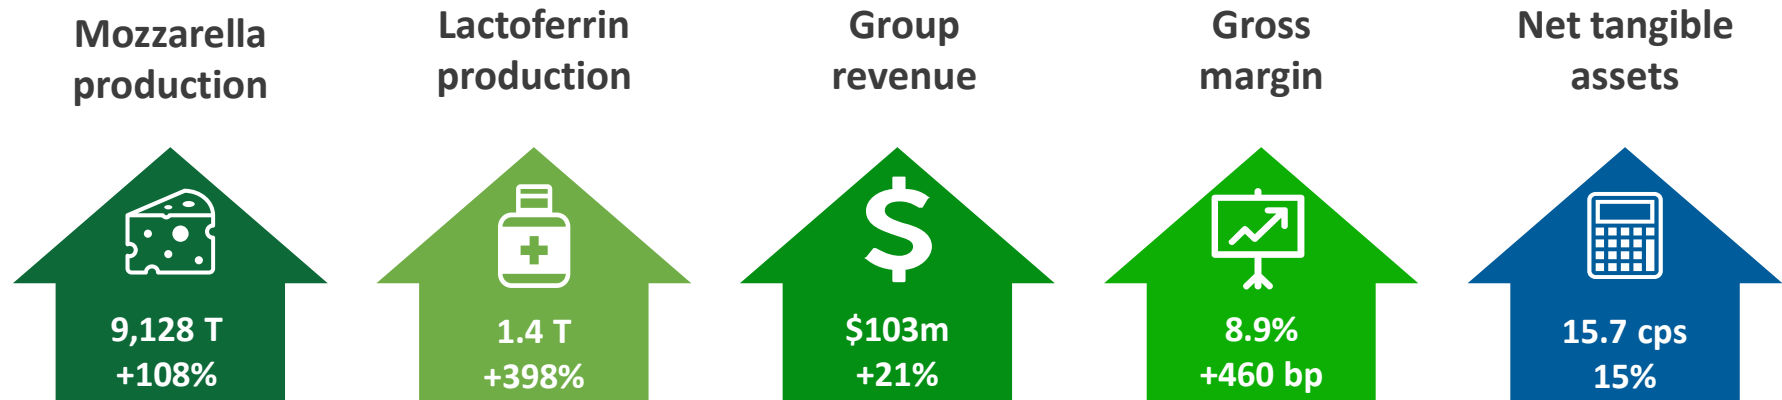 Mozzarella
production
9,128 T
+108%
Lactoferrin
production
1.4 T
+398%
Group
revenue
$
$103m
+21%
Gross
margin
8.9%
+460 bp
Net tangible
assets
15.7 cps
15%